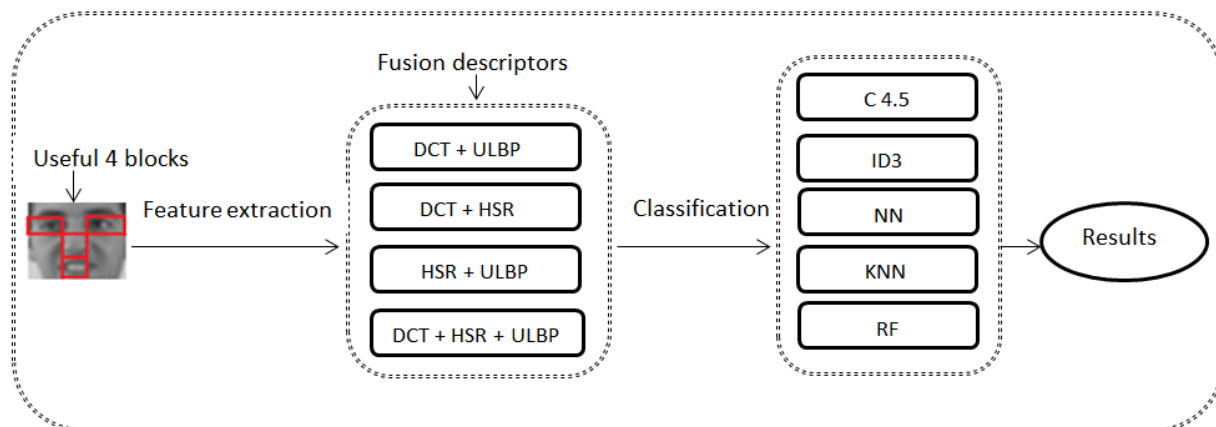 Useful 4 blocks
Feature extraction
Fusion descriptors
DCT + ULBP
DCT + HSR
HSR + ULBP
DCT + HSR + ULBP
Classification
C 4.5
ID3
NN
KNN
RF
Results